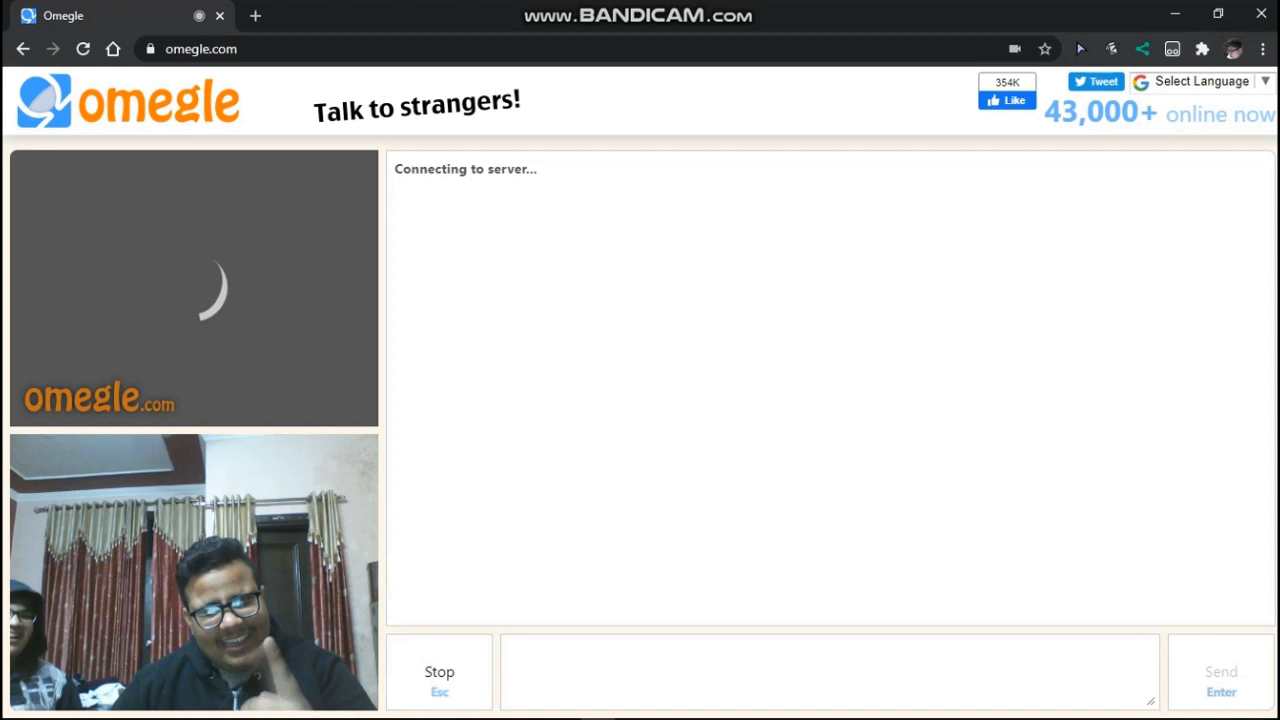 Omegle
www.BANDICAM.com
omegle.com
omegle
Talk to strangers!
354K
Like
Tweet
Select Language
43,000+ online now
Connecting to server...
omegle.com
Stop
Esc
Send
Enter